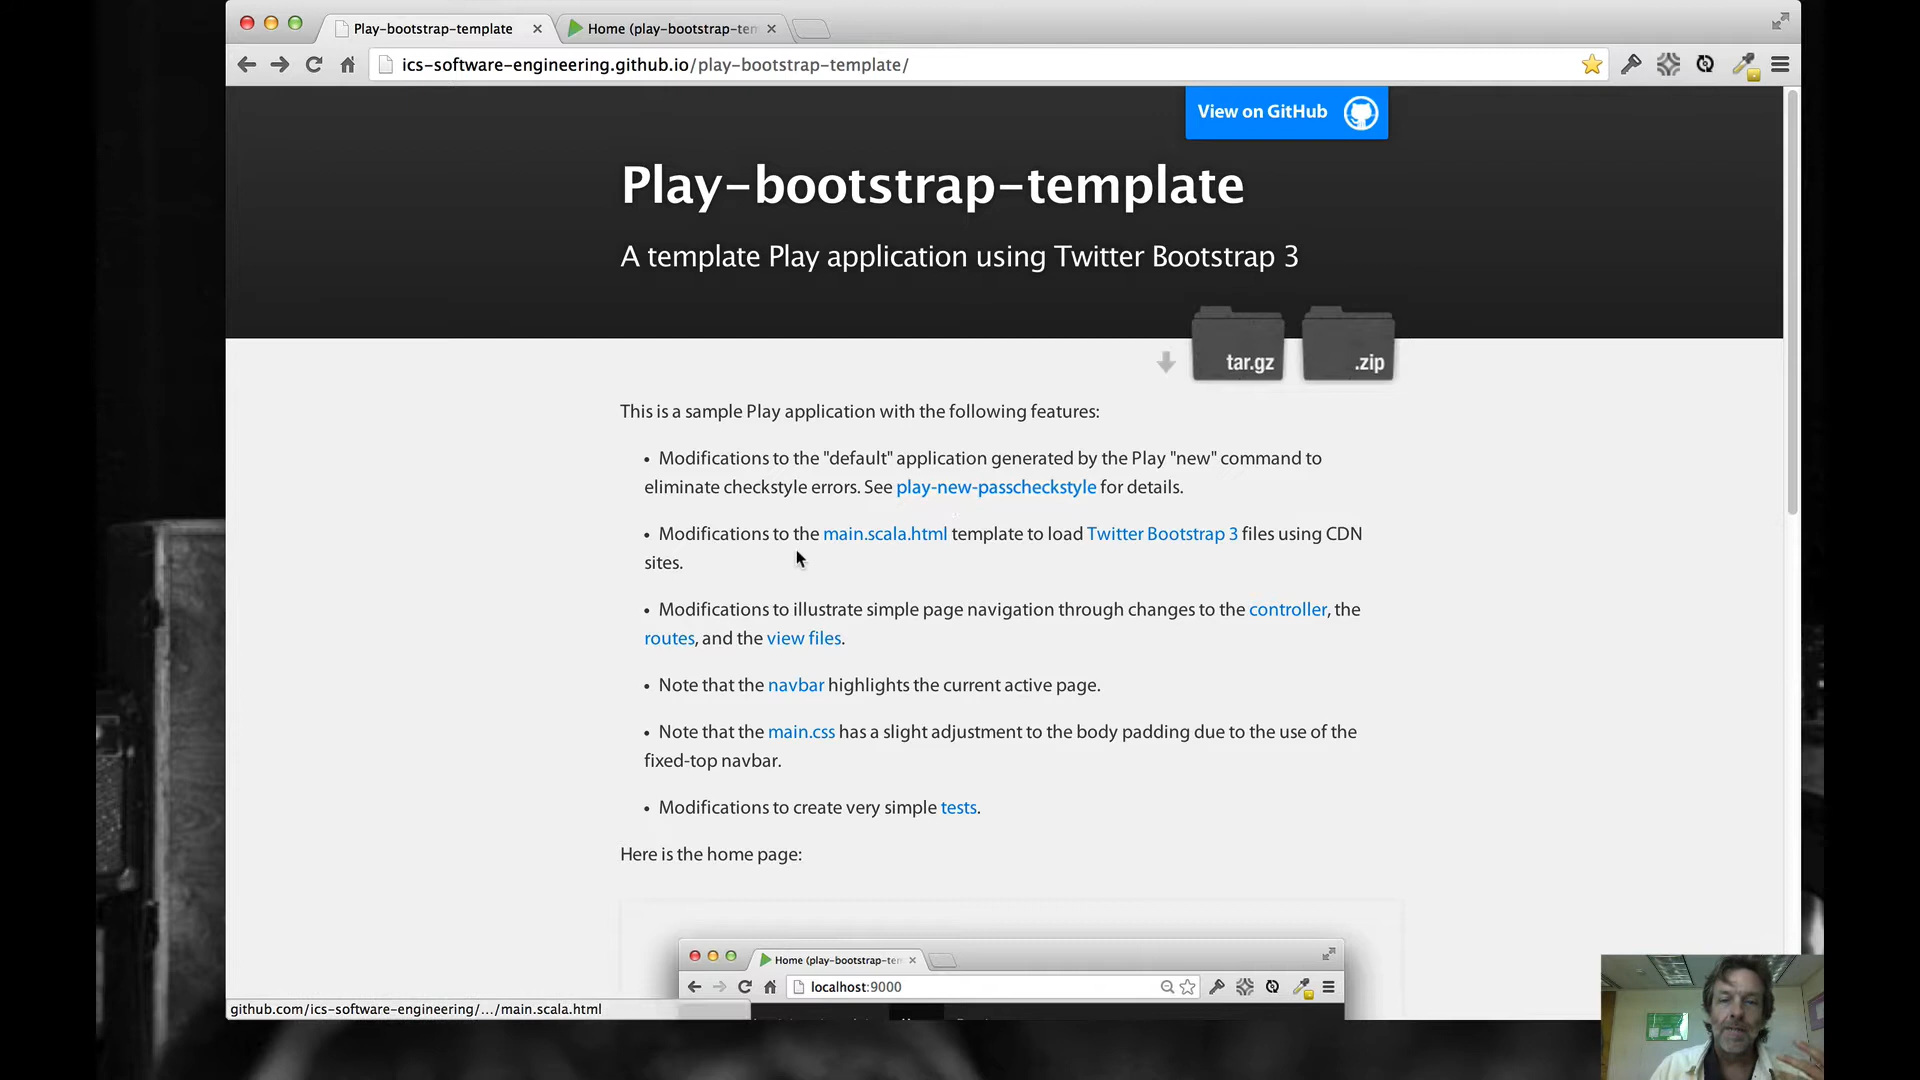 Play-bootstrap-template
Home (play-bootstrap-tem
ics-software-engineering.github.io/play-bootstrap-template/
View on GitHub
Play-bootstrap-template
A template Play application using Twitter Bootstrap 3
tar.gz
.zip
This is a sample Play application with the following features:
• Modifications to the "default" application generated by the Play "new" command to
eliminate checkstyle errors. See play-new-passcheckstyle for details.
• Modifications to the main.scala.html template to load Twitter Bootstrap 3 files using CDN
sites.
• Modifications to illustrate simple page navigation through changes to the controller, the
routes, and the view files.
• Note that the navbar highlights the current active page.
• Note that the main.css has a slight adjustment to the body padding due to the use of the
fixed-top navbar.
• Modifications to create very simple tests.
Here is the home page:
Home (play-bootstrap-tem
localhost:9000
github.com/ics-software-engineering/…/main.scala.html